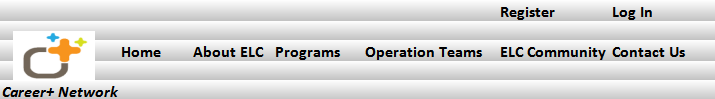 Register Log In
Home About ELC Programs Operation Teams ELC Community Contact Us
Career+ Network